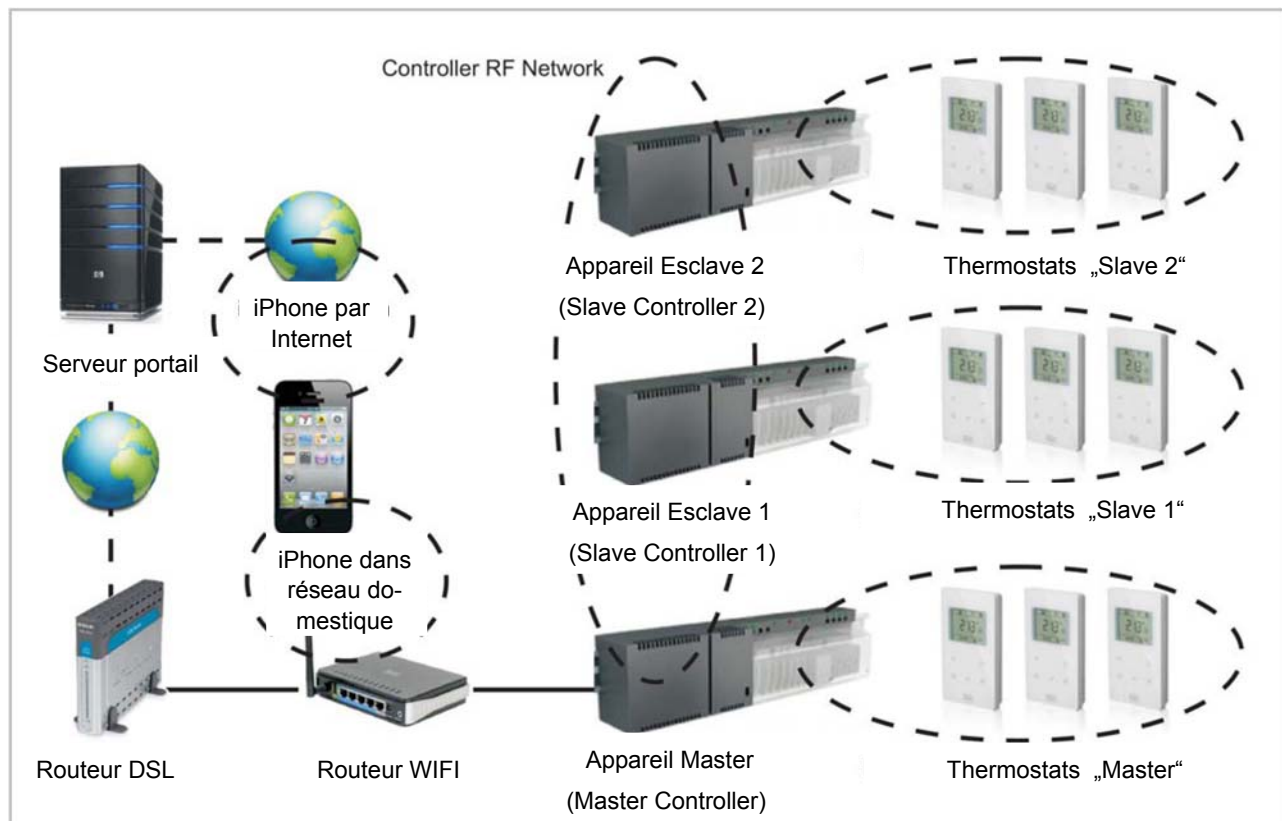 Controller RF Network
Appareil Esclave 2
(Slave Controller 2)
Thermostats „Slave 2“
iPhone par
Internet
Serveur portail
Appareil Esclave 1
(Slave Controller 1)
Thermostats „Slave 1“
iPhone dans
réseau do-
mestique
Routeur DSL
Routeur WIFI
Appareil Master
(Master Controller)
Thermostats „Master“